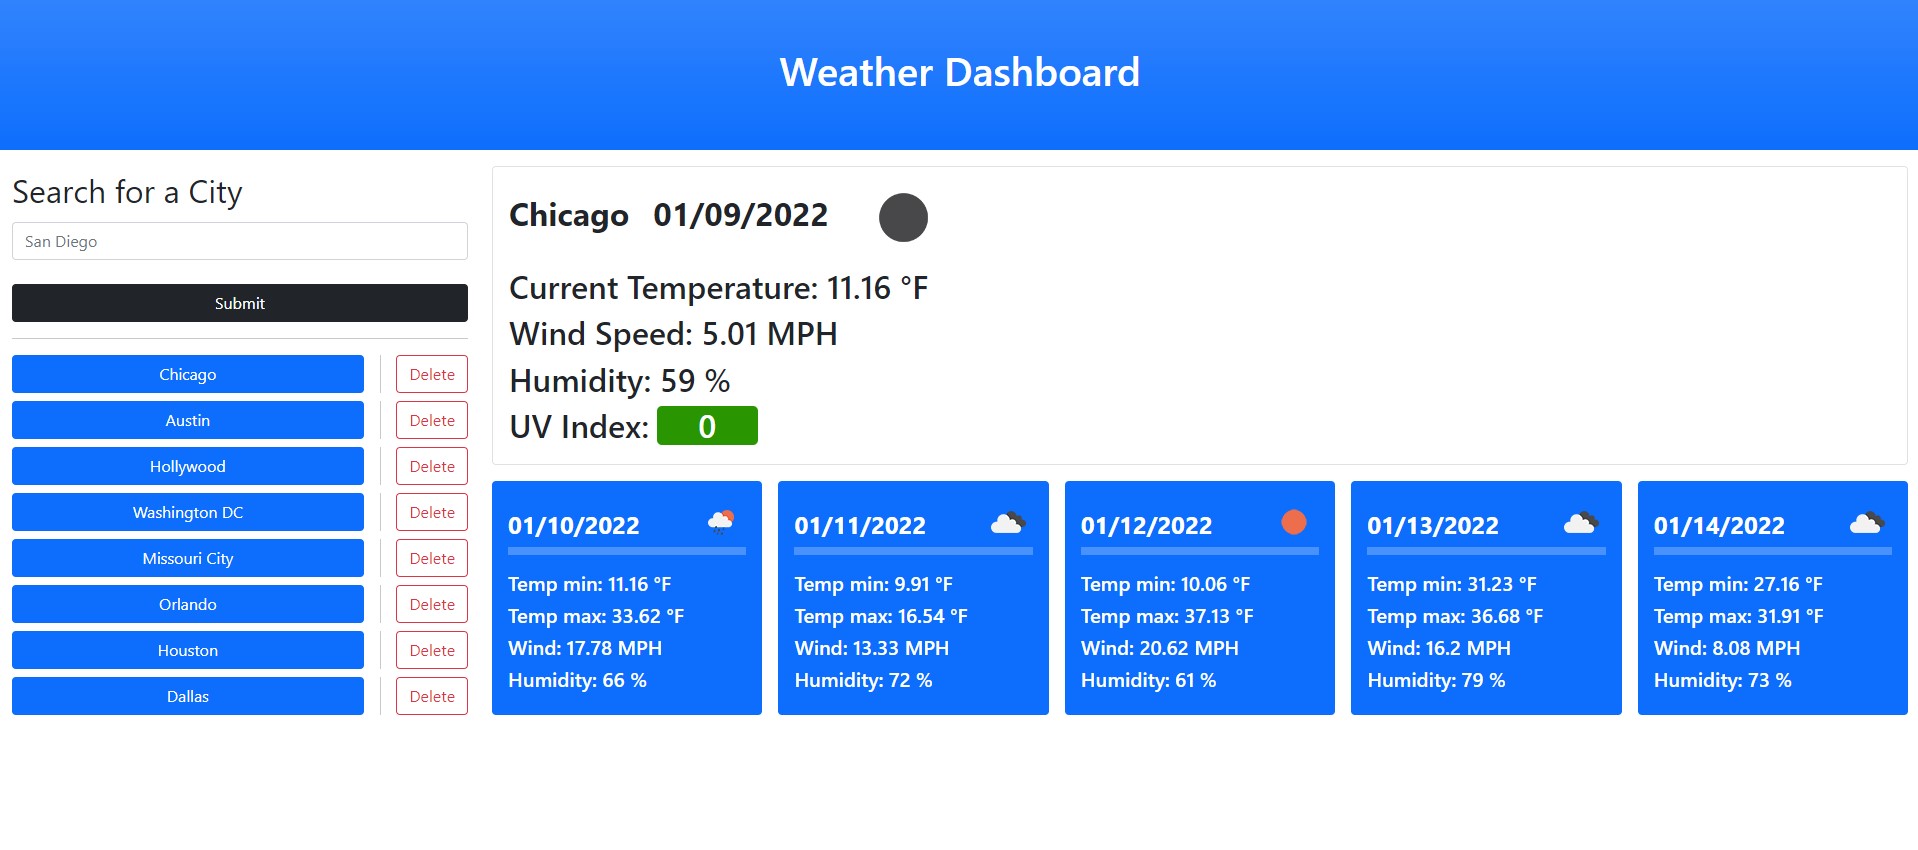 Weather Dashboard
Search for a City
San Diego
Submit
Chicago Delete
Austin Delete
Hollywood Delete
Washington DC Delete
Missouri City Delete
Orlando Delete
Houston Delete
Dallas Delete
Chicago 01/09/2022
Current Temperature: 11.16 °F
Wind Speed: 5.01 MPH
Humidity: 59 %
UV Index: 0
01/10/2022
Temp min: 11.16 °F
Temp max: 33.62 °F
Wind: 17.78 MPH
Humidity: 66 %
01/11/2022
Temp min: 9.91 °F
Temp max: 16.54 °F
Wind: 13.33 MPH
Humidity: 72 %
01/12/2022
Temp min: 10.06 °F
Temp max: 37.13 °F
Wind: 20.62 MPH
Humidity: 61 %
01/13/2022
Temp min: 31.23 °F
Temp max: 36.68 °F
Wind: 16.2 MPH
Humidity: 79 %
01/14/2022
Temp min: 27.16 °F
Temp max: 31.91 °F
Wind: 8.08 MPH
Humidity: 73 %